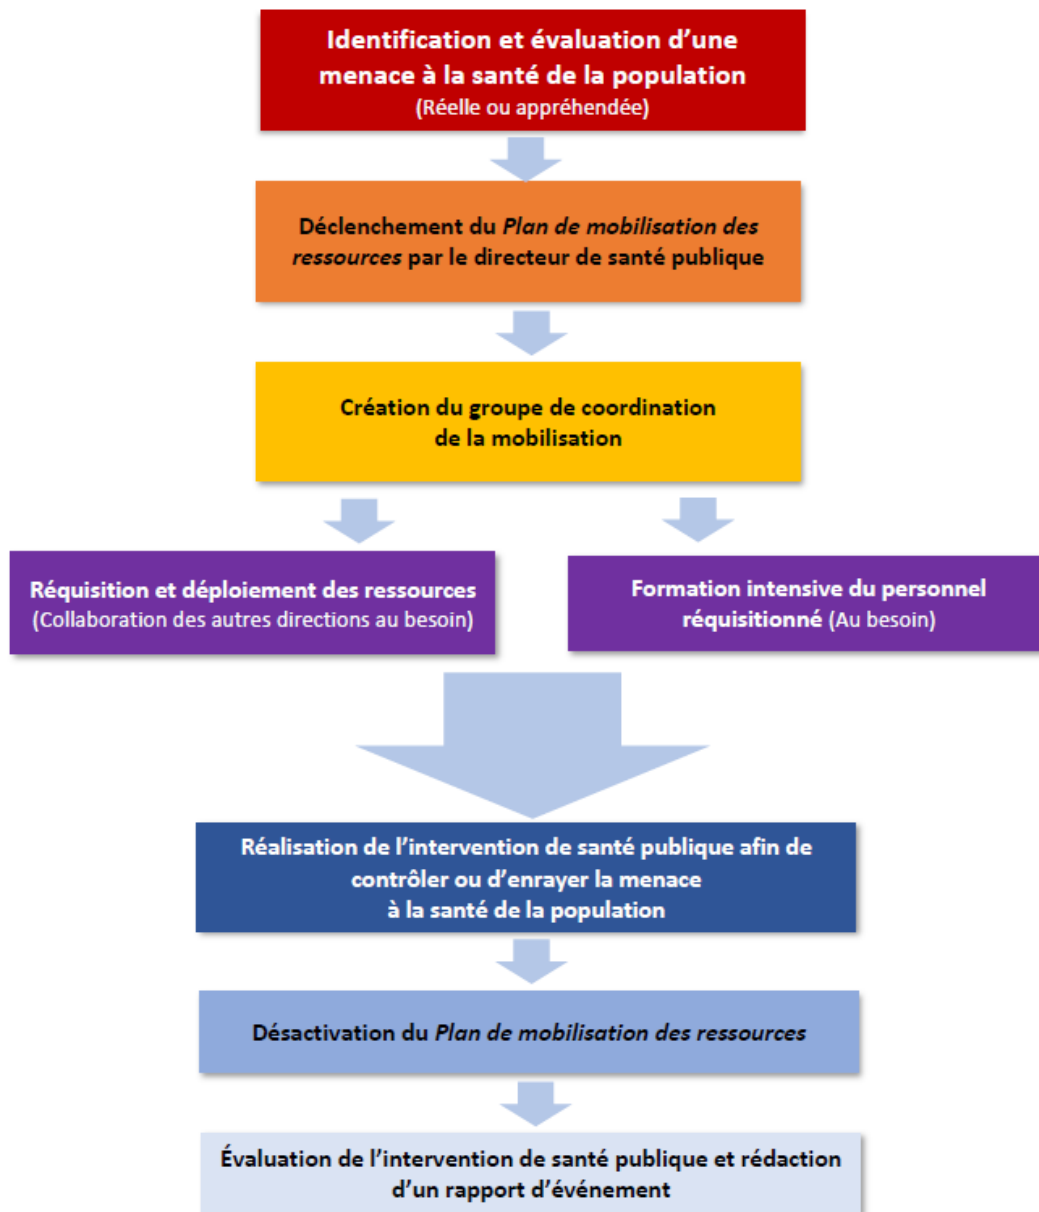 Identification et évaluation d’une
menace à la santé de la population
(Réelle ou appréhendée)
Déclenchement du Plan de mobilisation des
ressources par le directeur de santé publique
Création du groupe de coordination
de la mobilisation
Réquisition et déploiement des ressources
(Collaboration des autres directions au besoin)
Formation intensive du personnel
réquisitionné (Au besoin)
Réalisation de l’intervention de santé publique afin de
contrôler ou d’enrayer la menace
à la santé de la population
Désactivation du Plan de mobilisation des ressources
Évaluation de l’intervention de santé publique et rédaction
d’un rapport d’événement